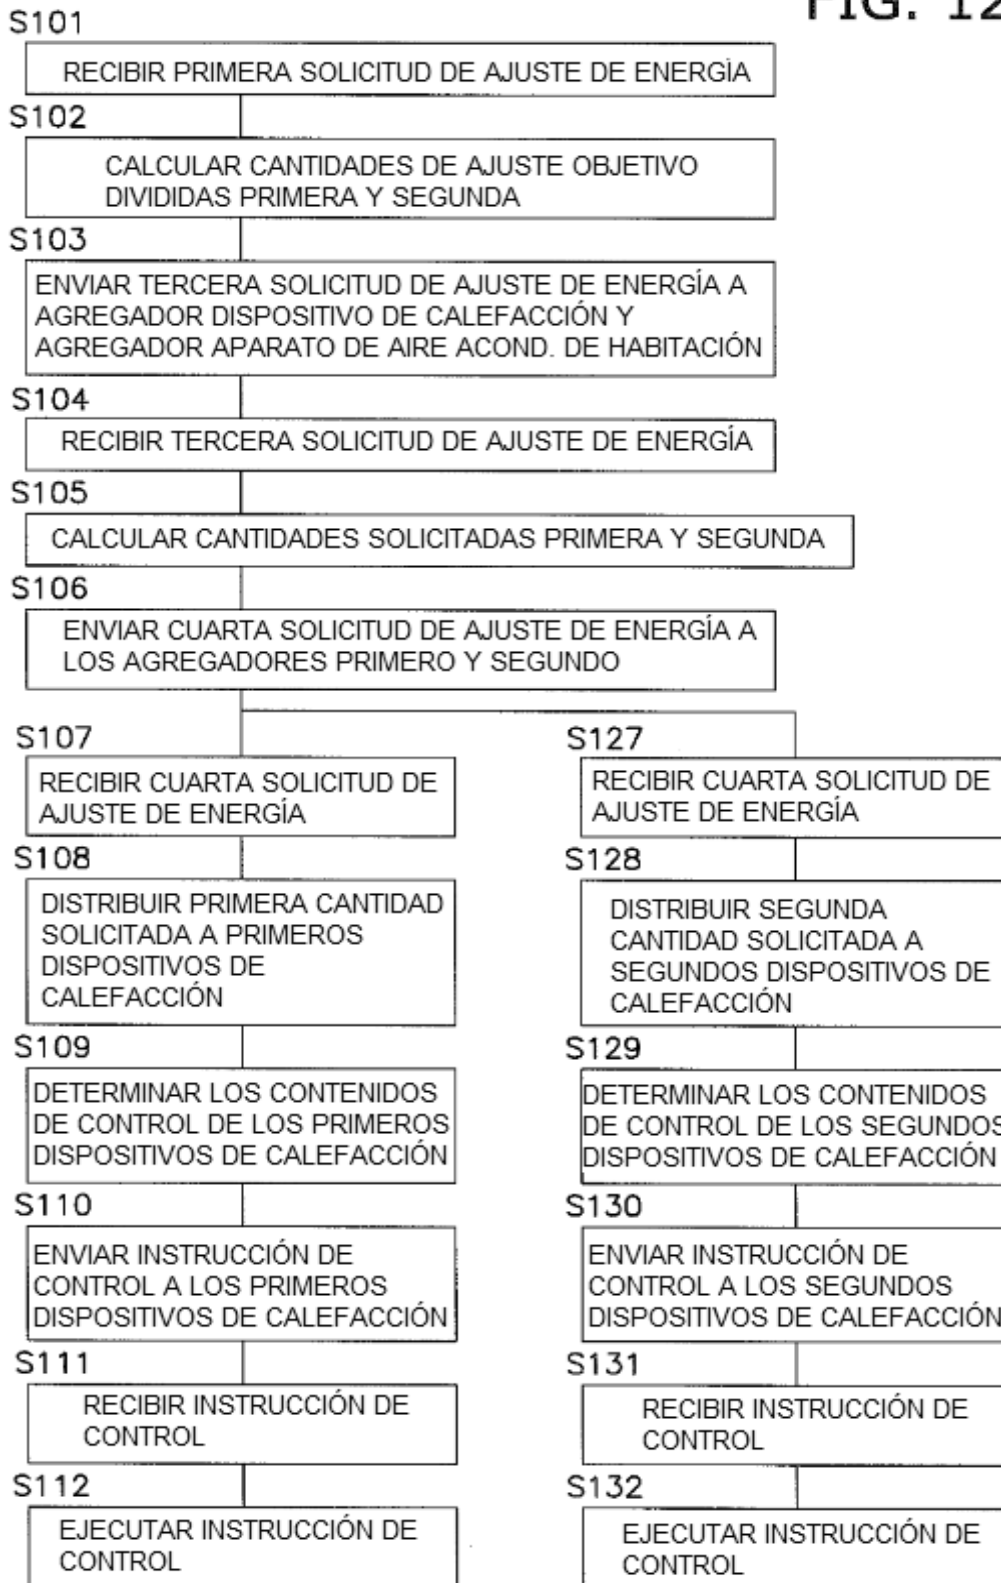 FIG. 12
S101
RECIBIR PRIMERA SOLICITUD DE AJUSTE DE ENERGÍA
S102
CALCULAR CANTIDADES DE AJUSTE OBJETIVO
DIVIDIDAS PRIMERA Y SEGUNDA
S103
ENVIAR TERCERA SOLICITUD DE AJUSTE DE ENERGÍA A
AGREGADOR DISPOSITIVO DE CALEFACCIÓN Y
AGREGADOR APARATO DE AIRE ACOND. DE HABITACIÓN
S104
RECIBIR TERCERA SOLICITUD DE AJUSTE DE ENERGÍA
S105
CALCULAR CANTIDADES SOLICITADAS PRIMERA Y SEGUNDA
S106
ENVIAR CUARTA SOLICITUD DE AJUSTE DE ENERGÍA A
LOS AGREGADORES PRIMERO Y SEGUNDO
S107
RECIBIR CUARTA SOLICITUD DE
AJUSTE DE ENERGÍA
S108
DISTRIBUIR PRIMERA CANTIDAD
SOLICITADA A PRIMEROS
DISPOSITIVOS DE
CALEFACCIÓN
S109
DETERMINAR LOS CONTENIDOS
DE CONTROL DE LOS PRIMEROS
DISPOSITIVOS DE CALEFACCIÓN
S110
ENVIAR INSTRUCCIÓN DE
CONTROL A LOS PRIMEROS
DISPOSITIVOS DE CALEFACCIÓN
S111
RECIBIR INSTRUCCIÓN DE
CONTROL
S112
EJECUTAR INSTRUCCIÓN DE
CONTROL
S127
RECIBIR CUARTA SOLICITUD DE
AJUSTE DE ENERGÍA
S128
DISTRIBUIR SEGUNDA
CANTIDAD SOLICITADA A
SEGUNDOS DISPOSITIVOS DE
CALEFACCIÓN
S129
DETERMINAR LOS CONTENIDOS
DE CONTROL DE LOS SEGUNDOS
DISPOSITIVOS DE CALEFACCIÓN
S130
ENVIAR INSTRUCCIÓN DE
CONTROL A LOS SEGUNDOS
DISPOSITIVOS DE CALEFACCIÓN
S131
RECIBIR INSTRUCCIÓN DE
CONTROL
S132
EJECUTAR INSTRUCCIÓN DE
CONTROL